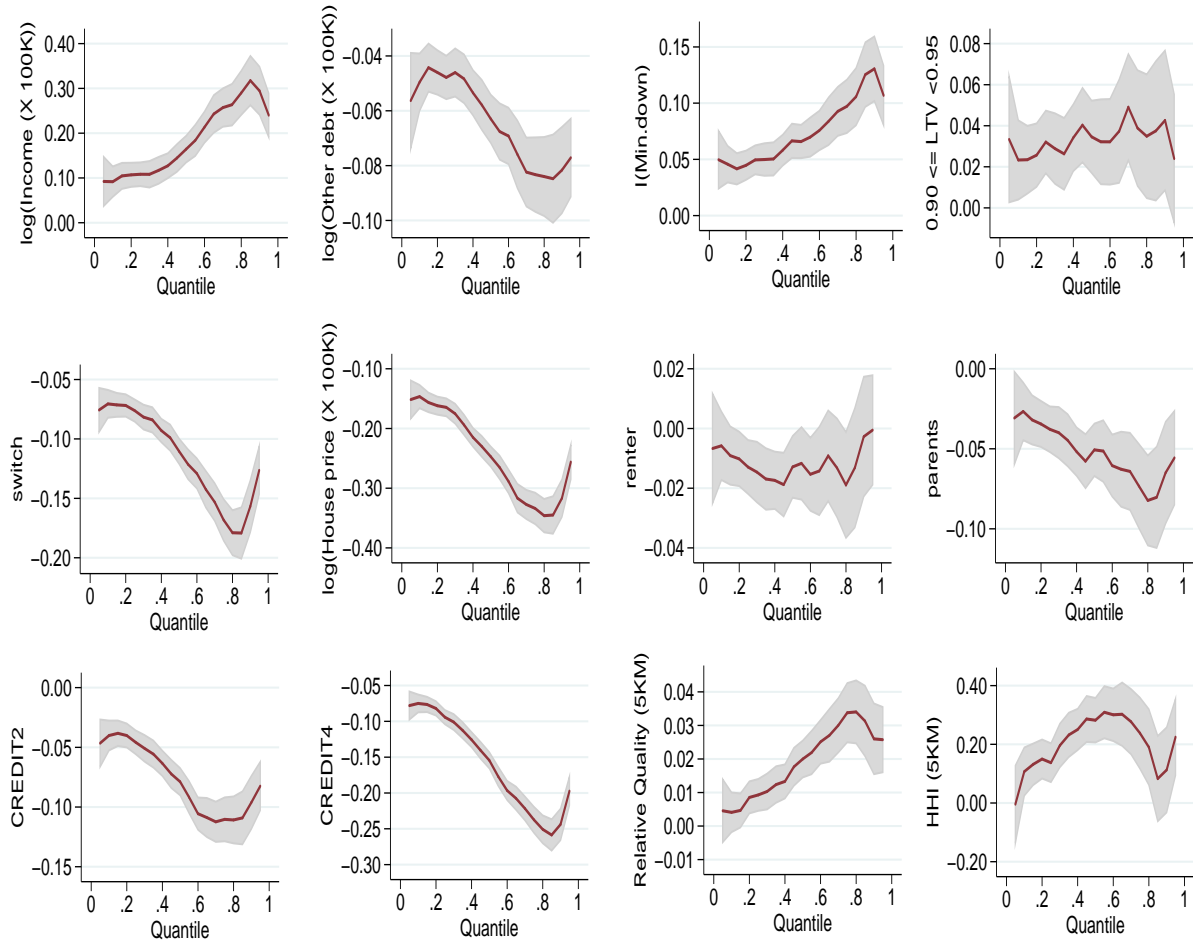 log(Income (X 100K))
0.40
0.30
0.20
0.10
0.00
0 .2 .4 .6 .8 1
Quantile
log(Other debt (X 100K))
−0.04
−0.06
−0.08
−0.10
0 .2 .4 .6 .8 1
Quantile
I(Min.down)
0.15
0.10
0.05
0.00
0 .2 .4 .6 .8 1
Quantile
0.90 <= LTV <0.95
0.08
0.06
0.04
0.02
0.00
0 .2 .4 .6 .8 1
Quantile
switch
−0.05
−0.10
−0.15
−0.20
0 .2 .4 .6 .8 1
Quantile
log(House price (X 100K))
−0.10
−0.20
−0.30
−0.40
0 .2 .4 .6 .8 1
Quantile
renter
0.02
0.00
−0.02
−0.04
0 .2 .4 .6 .8 1
Quantile
parents
0.00
−0.05
−0.10
0 .2 .4 .6 .8 1
Quantile
CREDIT2
0.00
−0.05
−0.10
−0.15
0 .2 .4 .6 .8 1
Quantile
CREDIT4
−0.05
−0.10
−0.15
−0.20
−0.25
−0.30
0 .2 .4 .6 .8 1
Quantile
Relative Quality (5KM)
0.04
0.03
0.02
0.01
0.00
−0.01
0 .2 .4 .6 .8 1
Quantile
HHI (5KM)
0.40
0.20
0.00
−0.20
0 .2 .4 .6 .8 1
Quantile